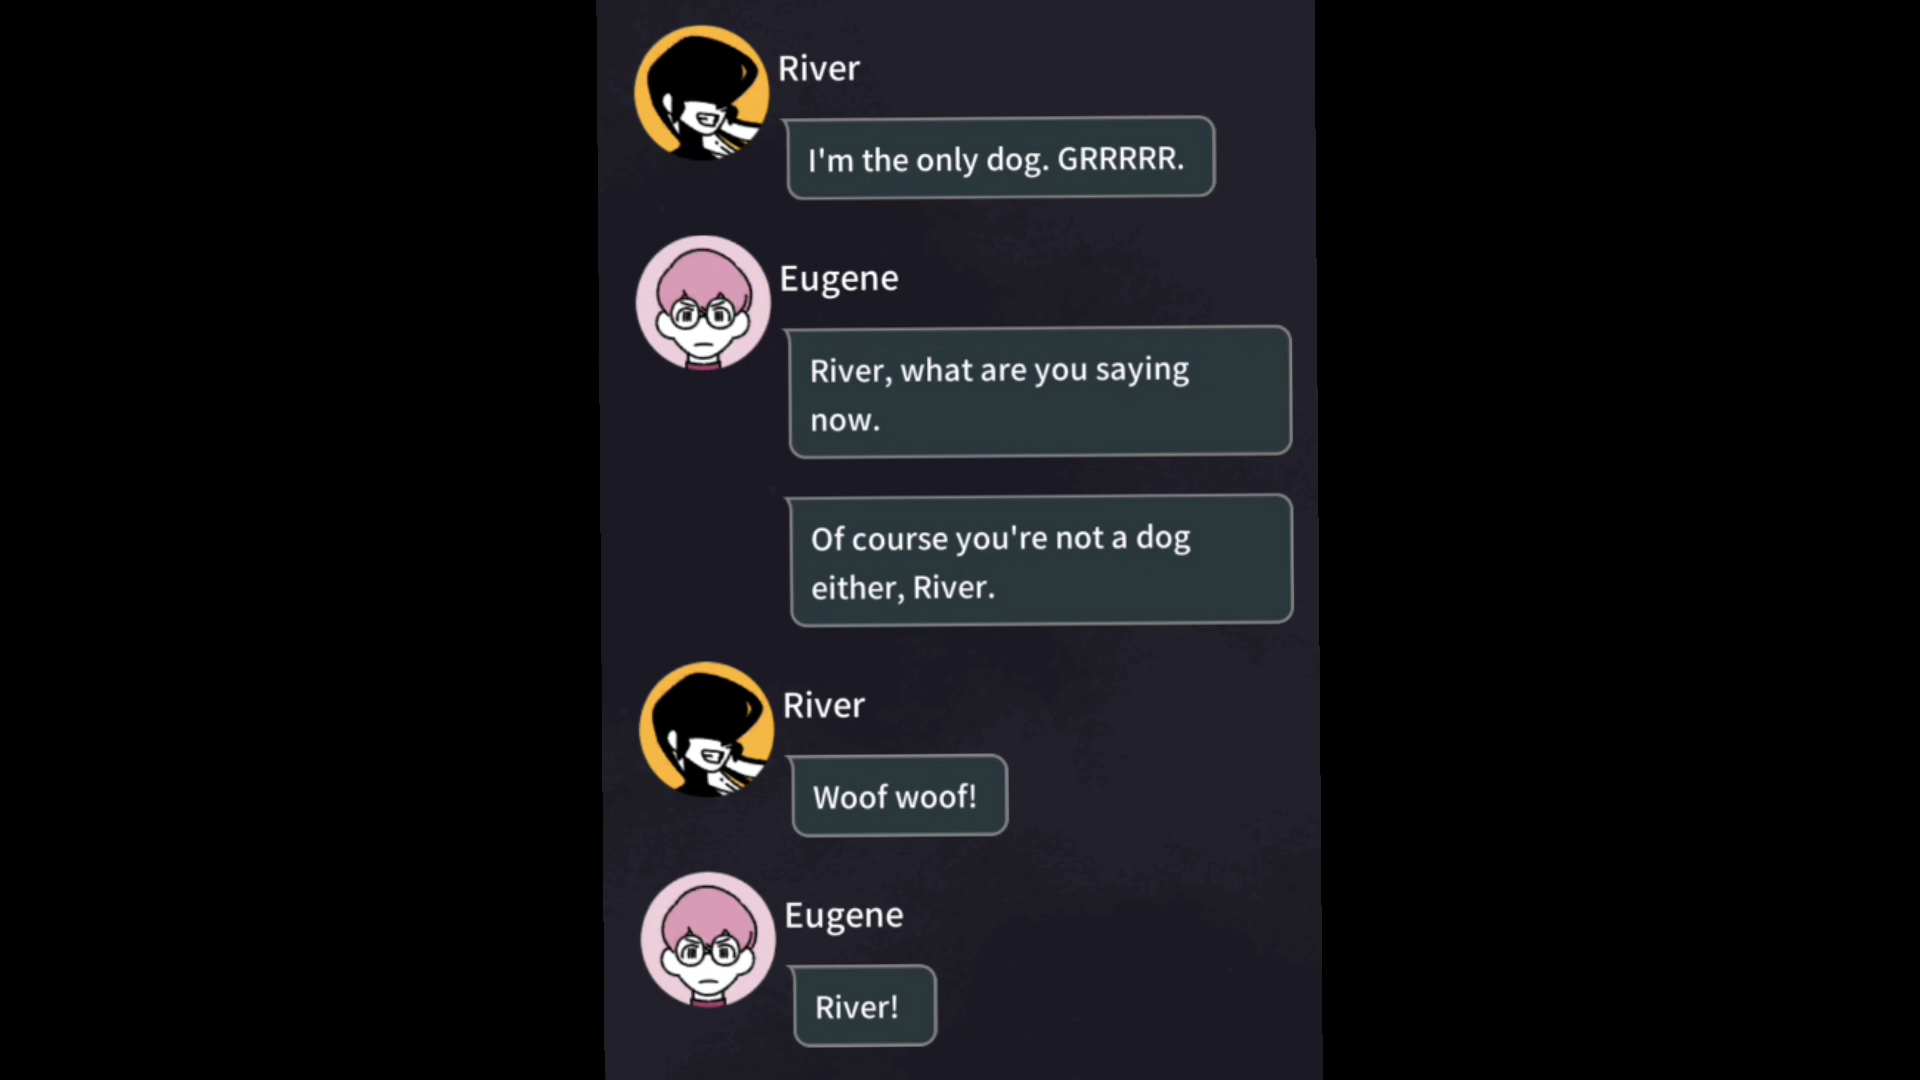 River
I'm the only dog. GRRRRR.
Eugene
River, what are you saying
now.
Of course you're not a dog
either, River.
River
Woof woof!
Eugene
River!